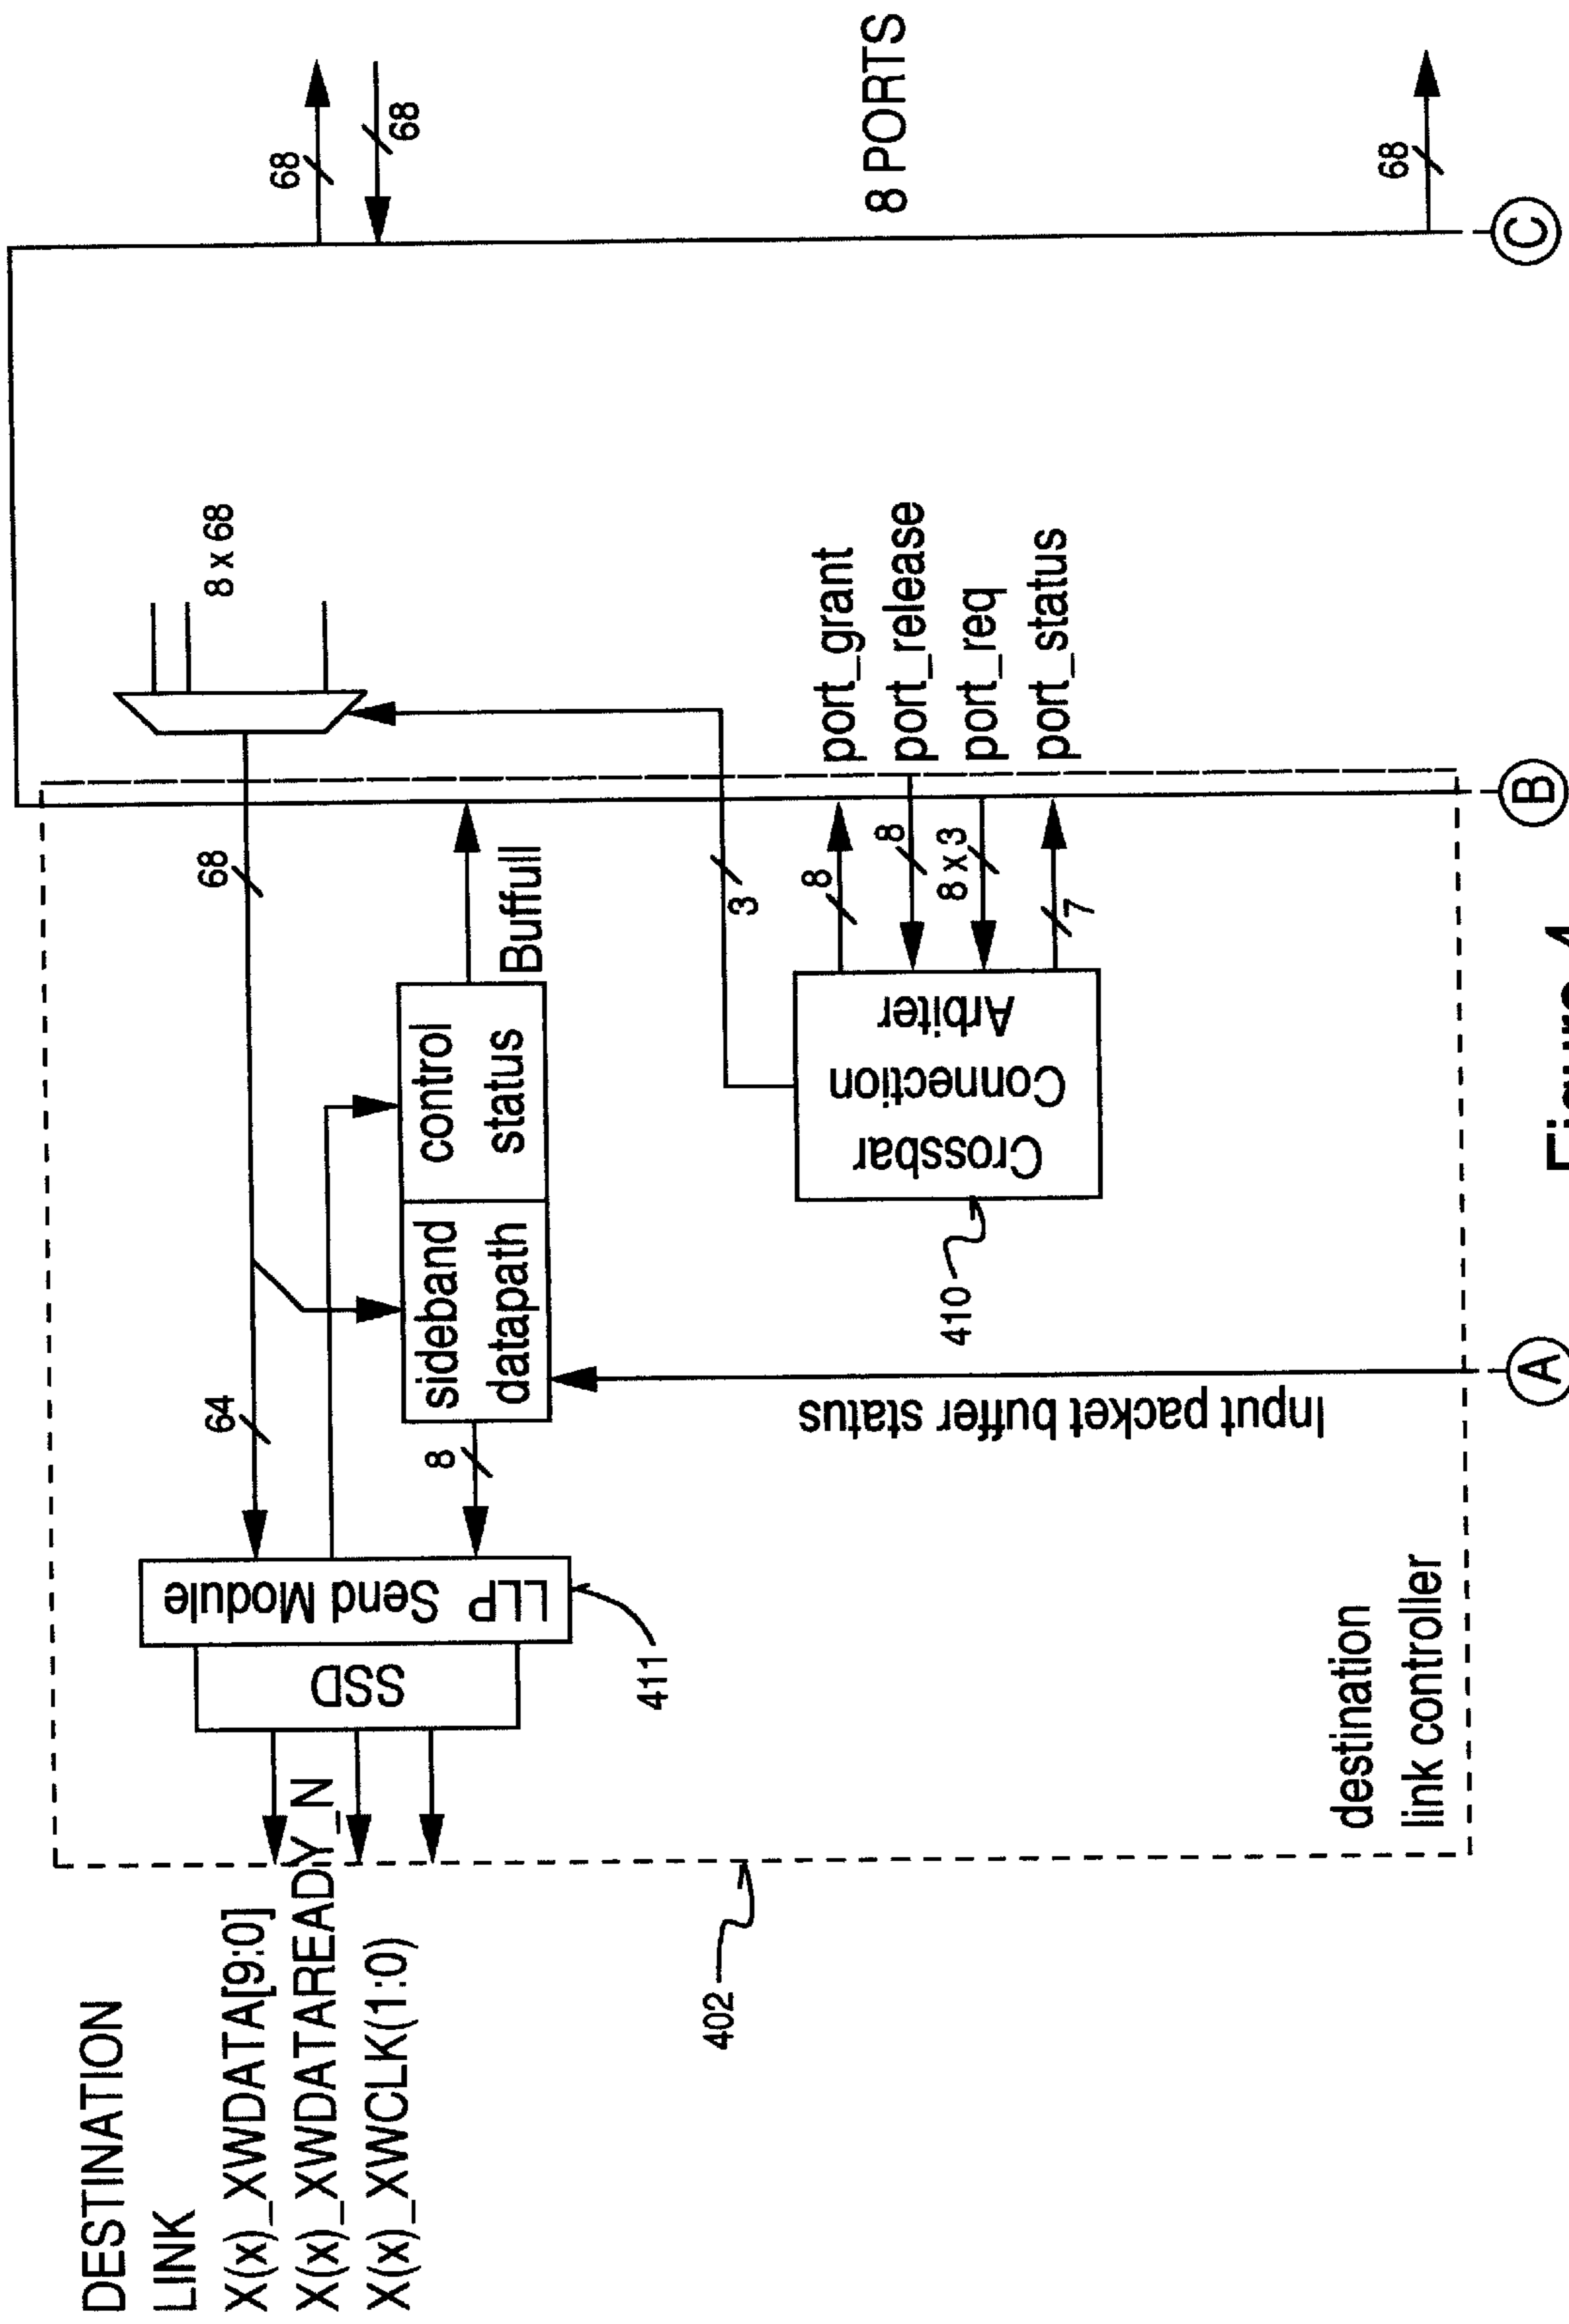 DESTINATION
LINK
X(x)_XWDATA[9:0]
X(x)_XWDATAREADY_N
X(x)_XWCLK(1:0)
402
SSD
LLP Send Module
411
64
8
68
sideband
datapath
control
status
Buffull
Input packet buffer status
410
Crossbar
Connection
Arbiter
3
8
8
8 x 3
7
port_grant
port_release
port_req
port_status
8 x 68
68
68
8 PORTS
68
destination
link controller
A
B
C